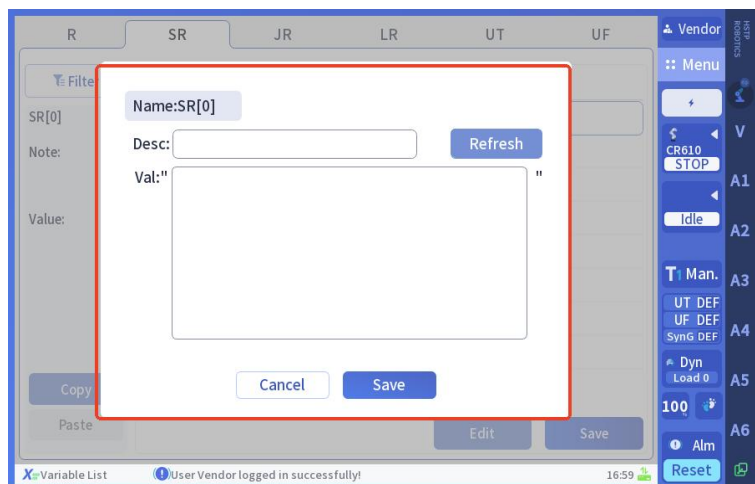 R SR JR LR UT UF
Filte
SR[0]
Note:
Value:
Copy
Paste
Edit Save
Name:SR[0]
Desc: Refresh
Val:" "
Cancel Save
Variable List
User Vendor logged in successfully!
16:59
Vendor
Menu
CR610
STOP
Idle
T1 Man.
UT DEF
UF DEF
SynG DEF
Dyn
Load 0
100
Alm
Reset
HSTP
ROBOTICS
V
A1
A2
A3
A4
A5
A6